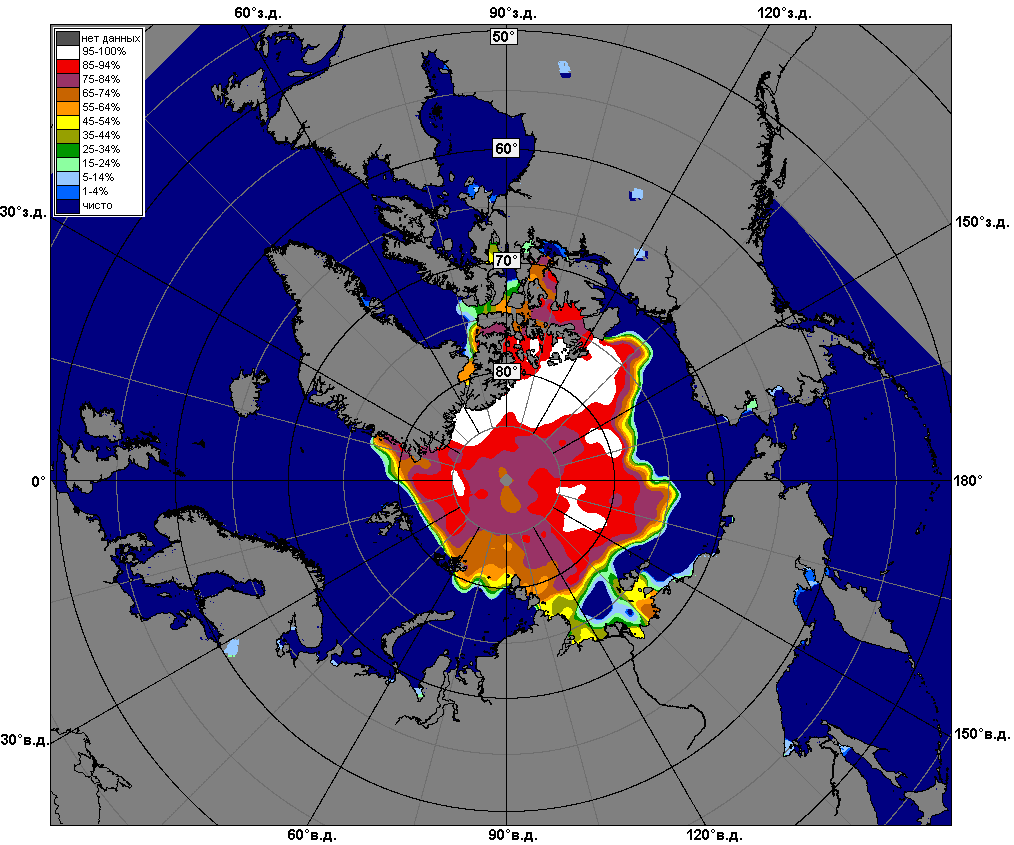 60°з.д.
90°з.д.
120°з.д.
нет данных
95-100%
85-94%
75-84%
65-74%
55-64%
45-54%
35-44%
25-34%
15-24%
5-14%
1-4%
чисто
50°
60°
30°з.д.
150°з.д.
70°
80°
0°
180°
30°в.д.
150°в.д.
60°в.д.
90°в.д.
120°в.д.